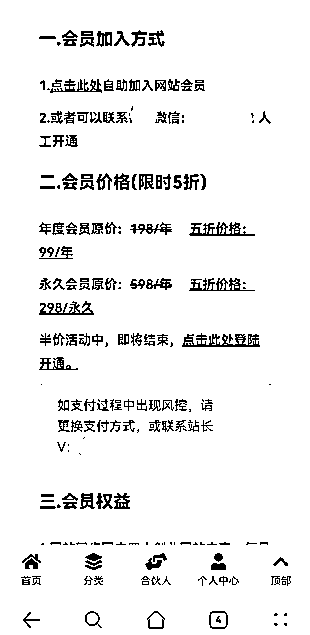 一.会员加入方式
1.点击此处自助加入网站会员
2.或者可以联系 微信: 人
工开通
二.会员价格(限时5折)
年度会员原价: 198/年 五折价格:
99/年
永久会员原价: 598/年 五折价格:
298/永久
半价活动中，即将结束，点击此处登陆
开通。
如支付过程中出现风控，请
更换支付方式，或联系站长
V:
三.会员权益
首页 分类 合伙人 个人中心 顶部
4